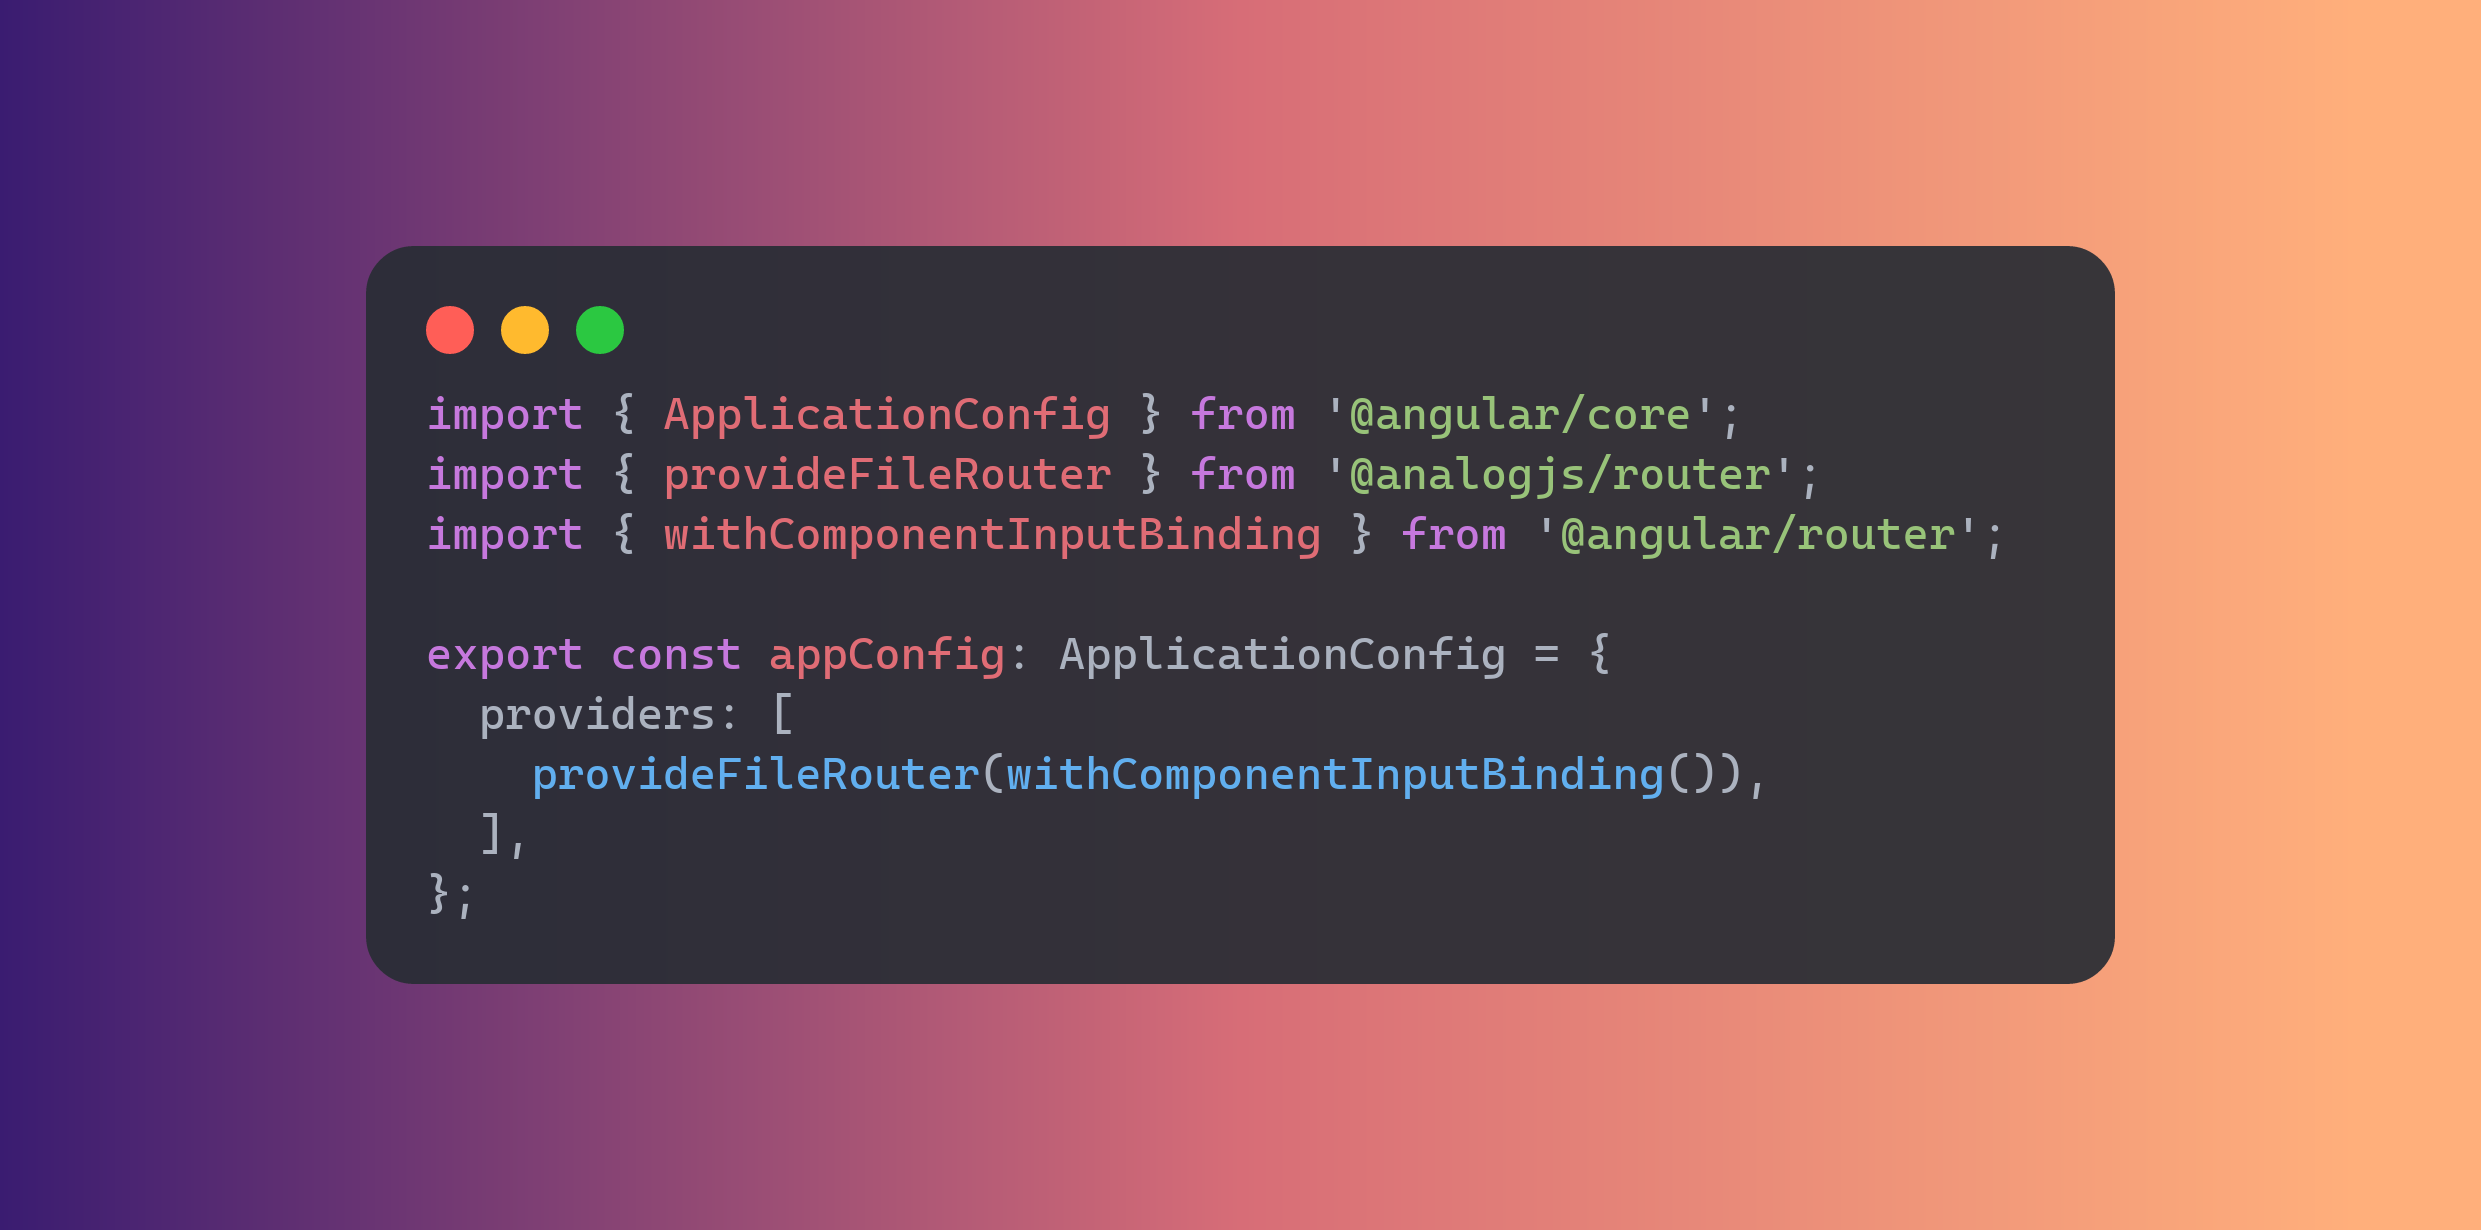 import { ApplicationConfig } from '@angular/core';
import { provideFileRouter } from '@analogjs/router';
import { withComponentInputBinding } from '@angular/router';

export const appConfig: ApplicationConfig = {
  providers: [
    provideFileRouter(withComponentInputBinding()),
  ],
};